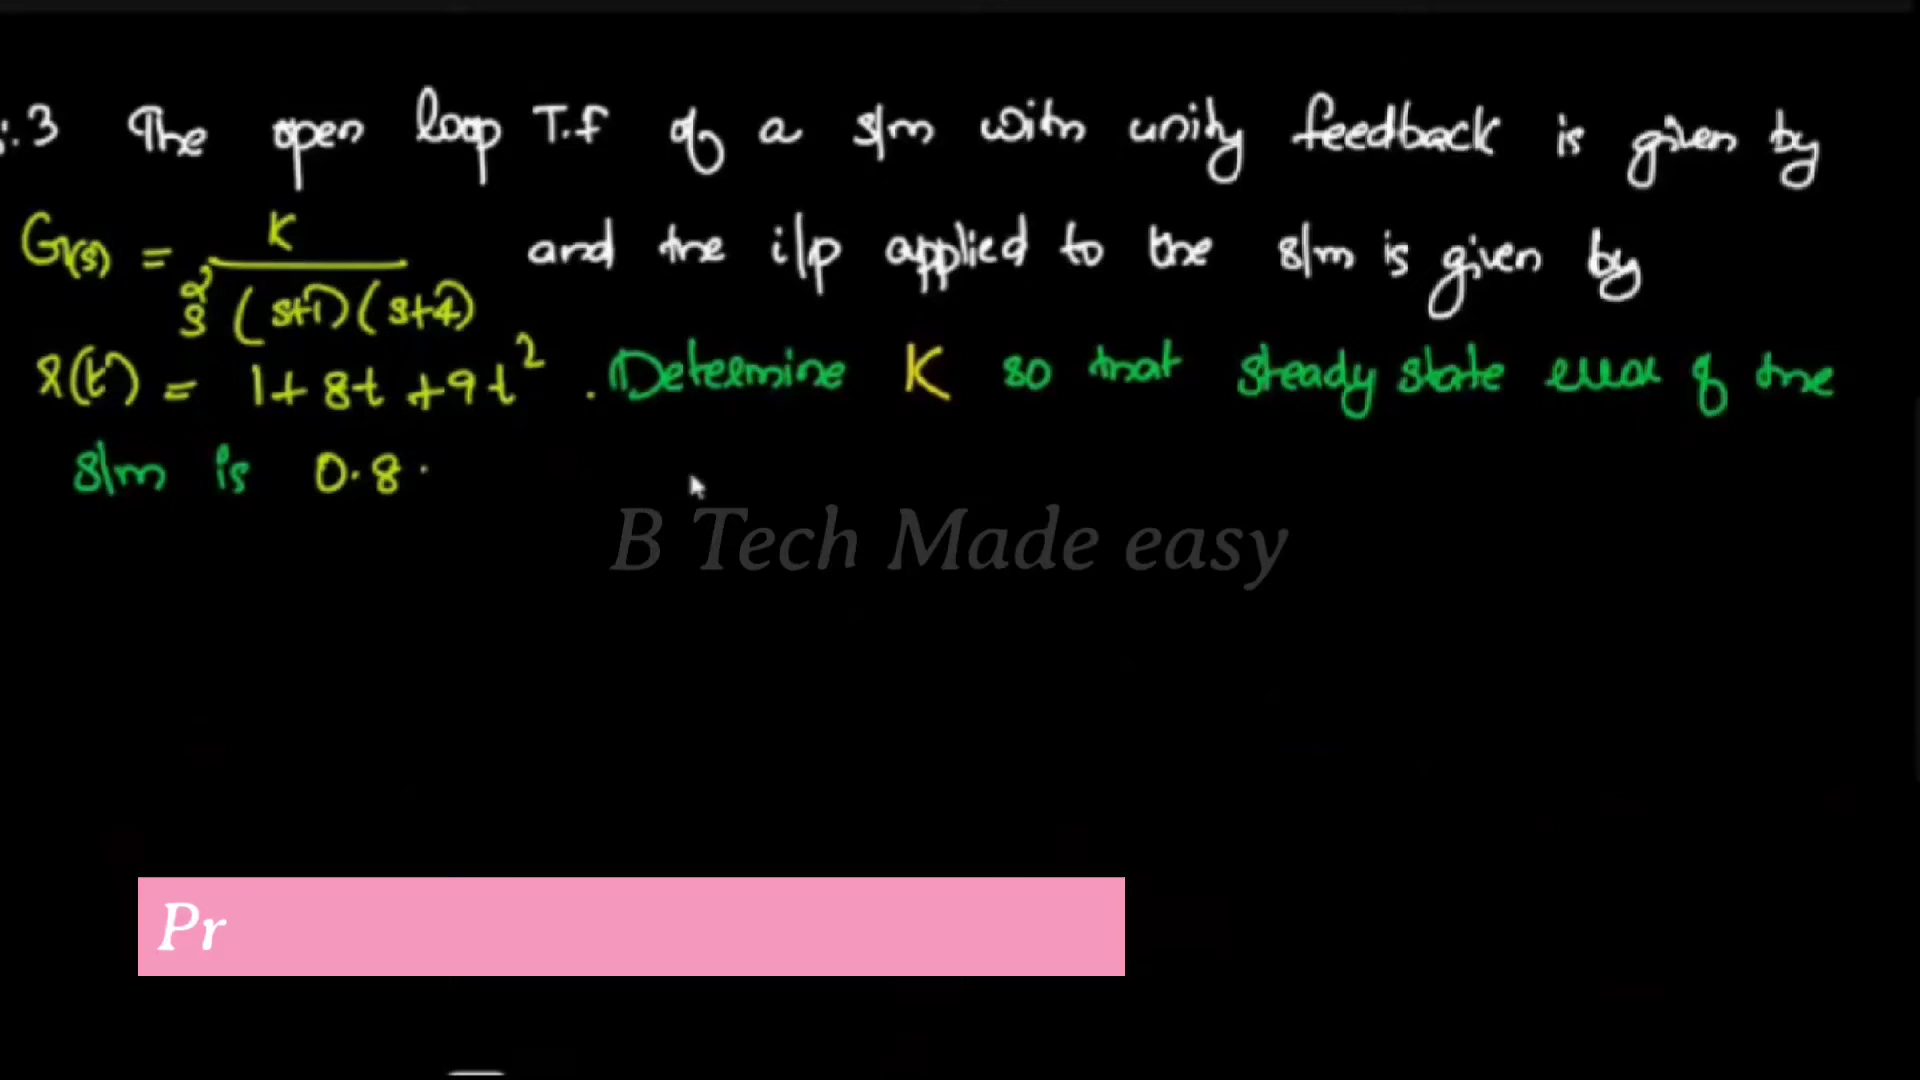 :.3 The open loop T.f of a s/m with unity feedback is given by
G(s) = K / s² (s+1)(s+4) and the i/p applied to the s/m is given by
r(t) = 1+8t+9t². Determine K so that steady state error of the
s/m is 0.8.
B Tech Made easy
Pr